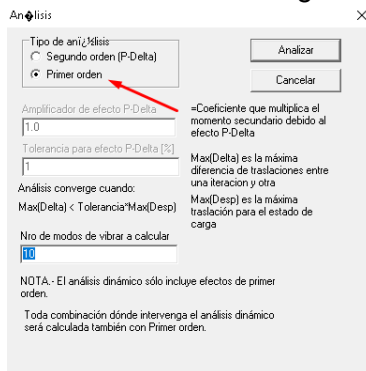 An�lisis
Tipo de anï¿½lisis
Segundo orden (P-Delta)
Primer orden
Analizar
Cancelar
Amplificador de efecto P-Delta
1.0
=Coeficiente que multiplica el
momento secundario debido al
efecto P-Delta
Tolerancia para efecto P-Delta [%]
1
Max(Delta) es la máxima
diferencia de traslaciones entre
una iteracion y otra
Análisis converge cuando:
Max(Delta) < Tolerancia*Max(Desp)
Max(Desp) es la máxima
traslación para el estado de
carga
Nro de modos de vibrar a calcular
10
NOTA.- El análisis dinámico sólo incluye efectos de primer
orden.
Toda combinación dónde intervenga el análisis dinámico
será calculada también con Primer orden.